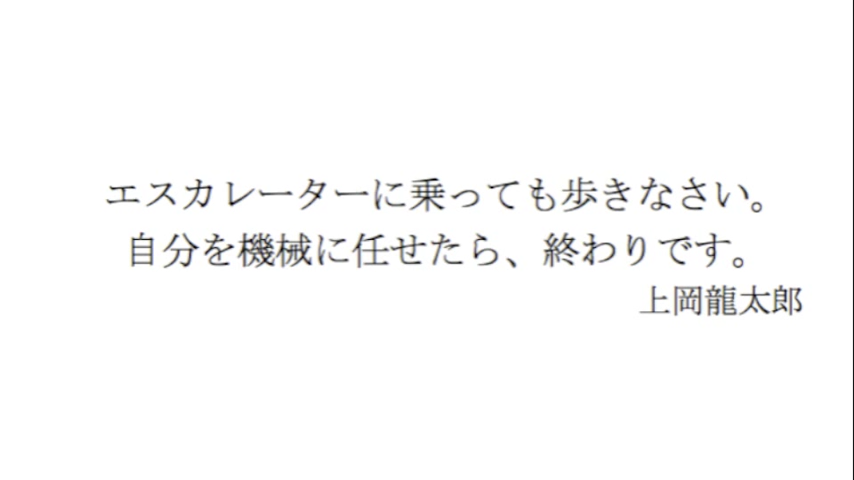 エスカレーターに乗っても歩きなさい。
自分を機械に任せたら、終わりです。
上岡龍太郎